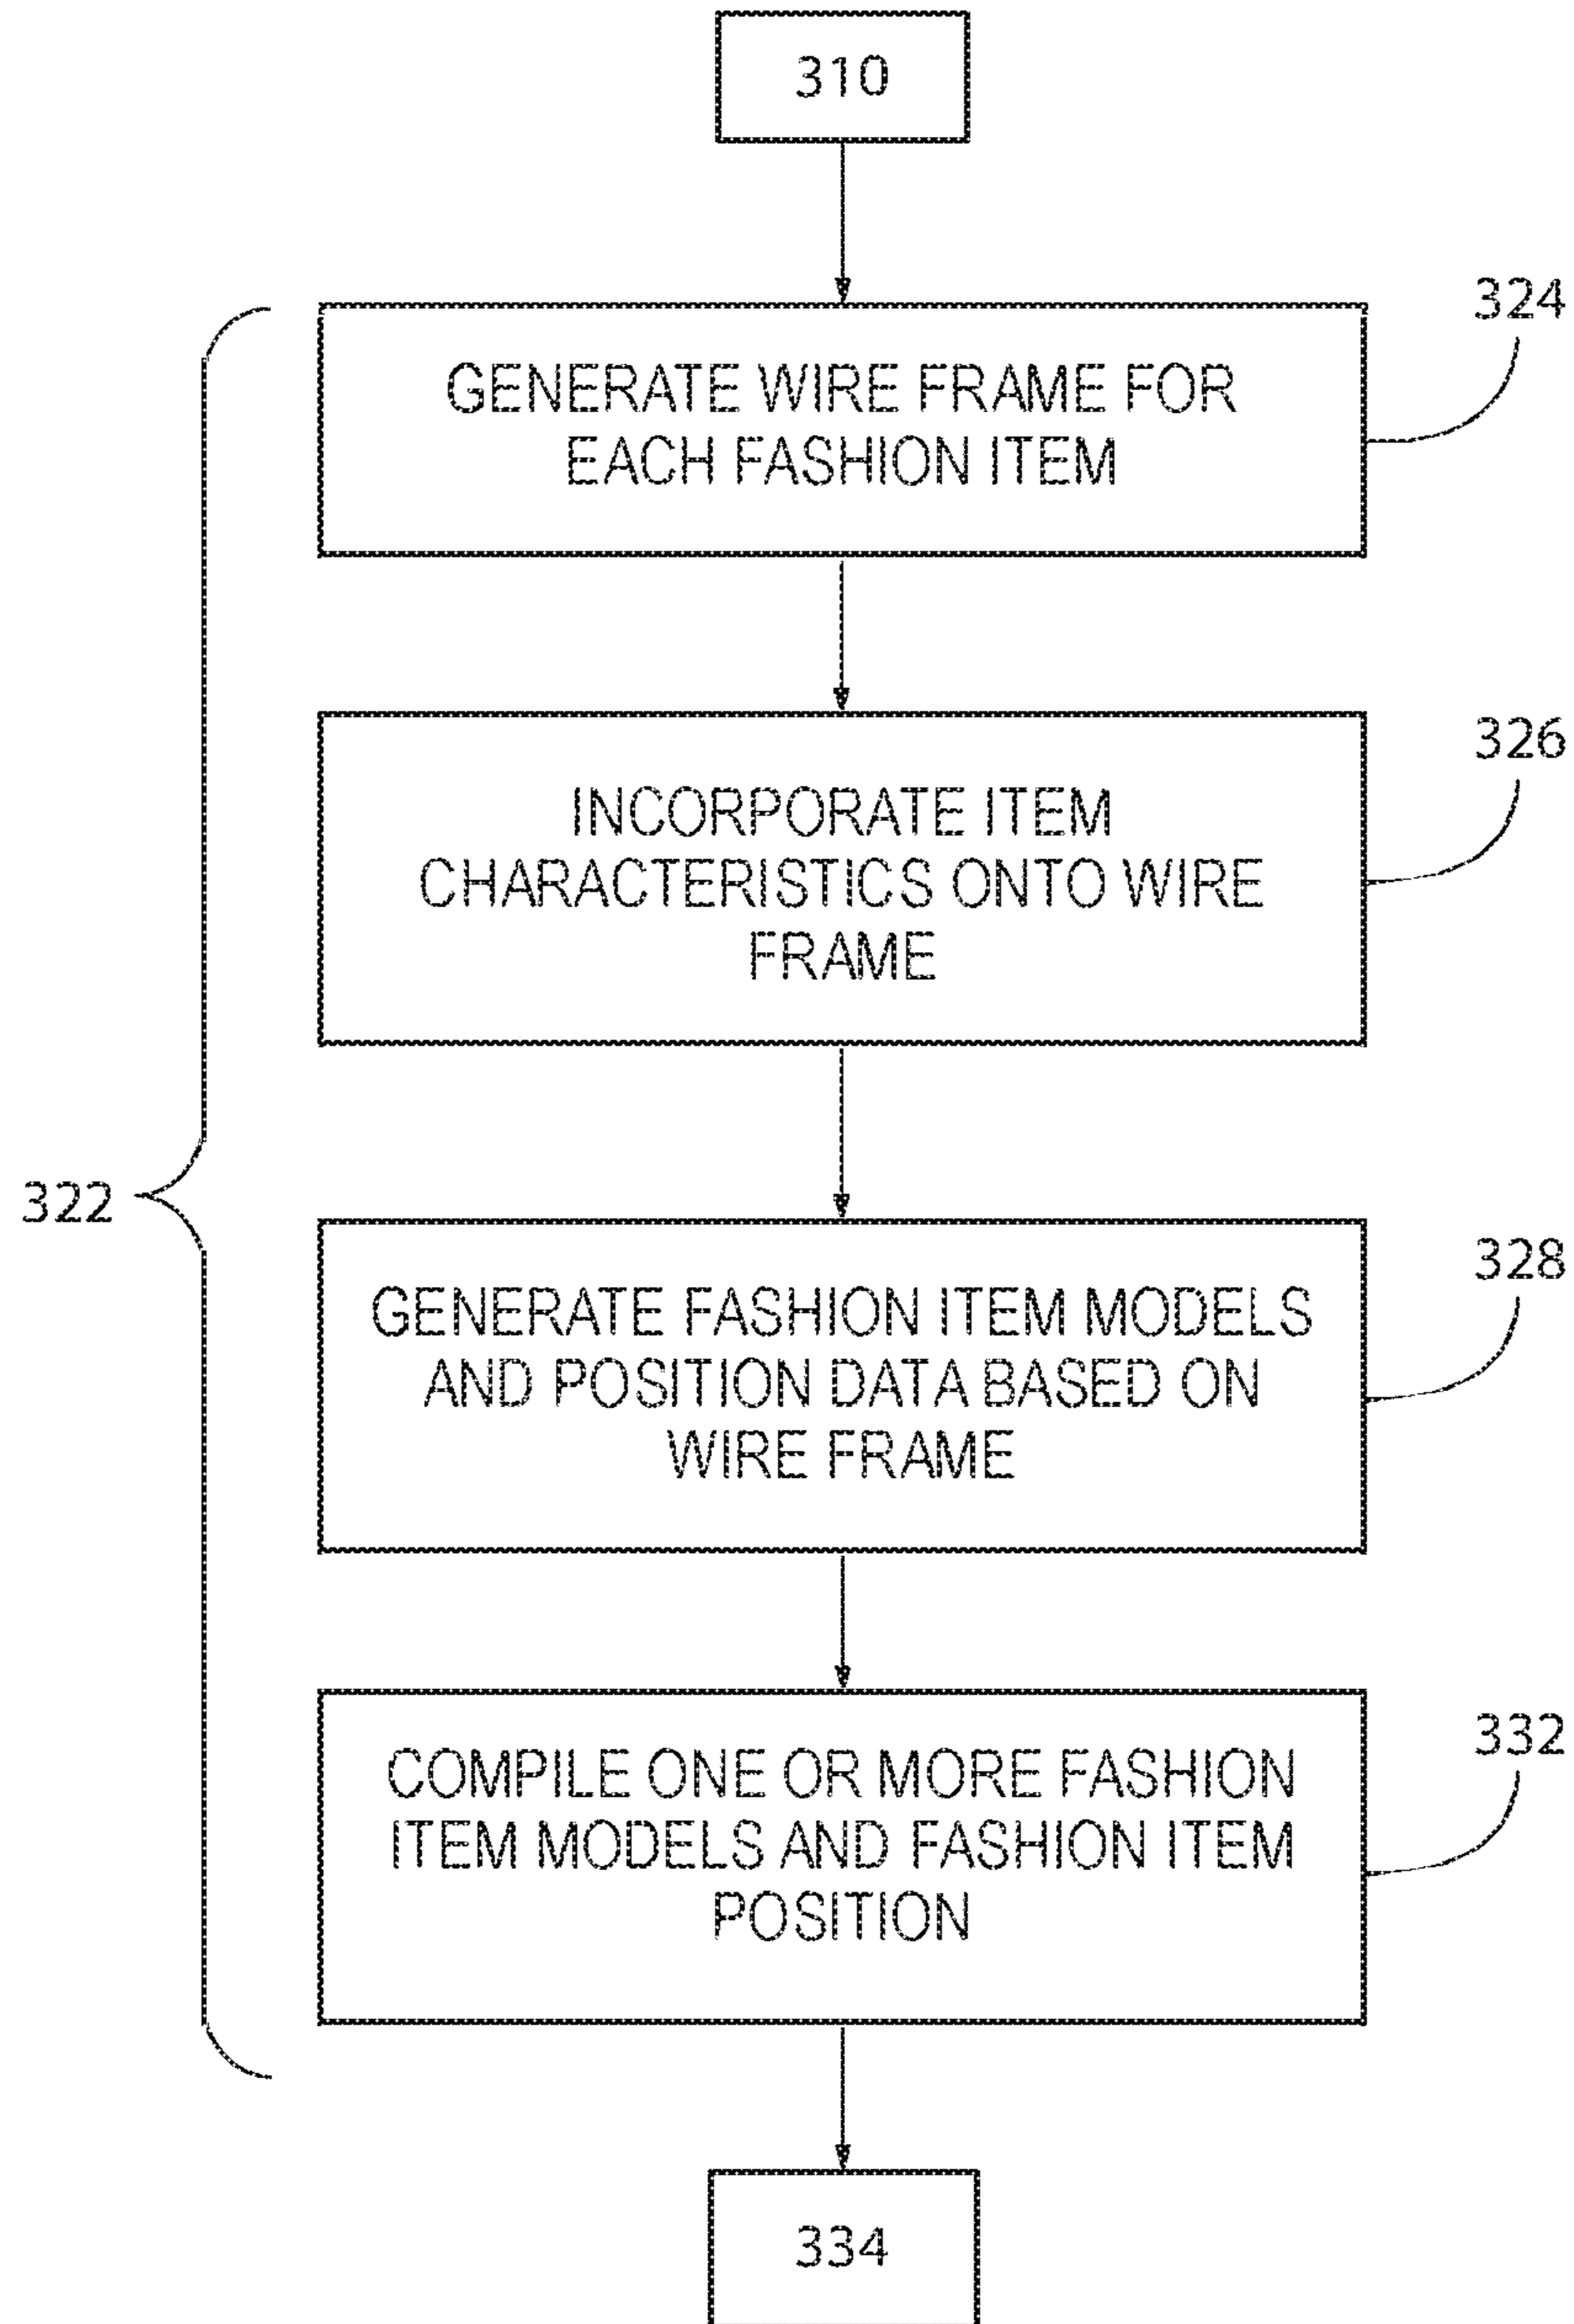 310
324
GENERATE WIRE FRAME FOR
EACH FASHION ITEM
326
INCORPORATE ITEM
CHARACTERISTICS ONTO WIRE
FRAME
322
328
GENERATE FASHION ITEM MODELS
AND POSITION DATA BASED ON
WIRE FRAME
332
COMPILE ONE OR MORE FASHION
ITEM MODELS AND FASHION ITEM
POSITION
334